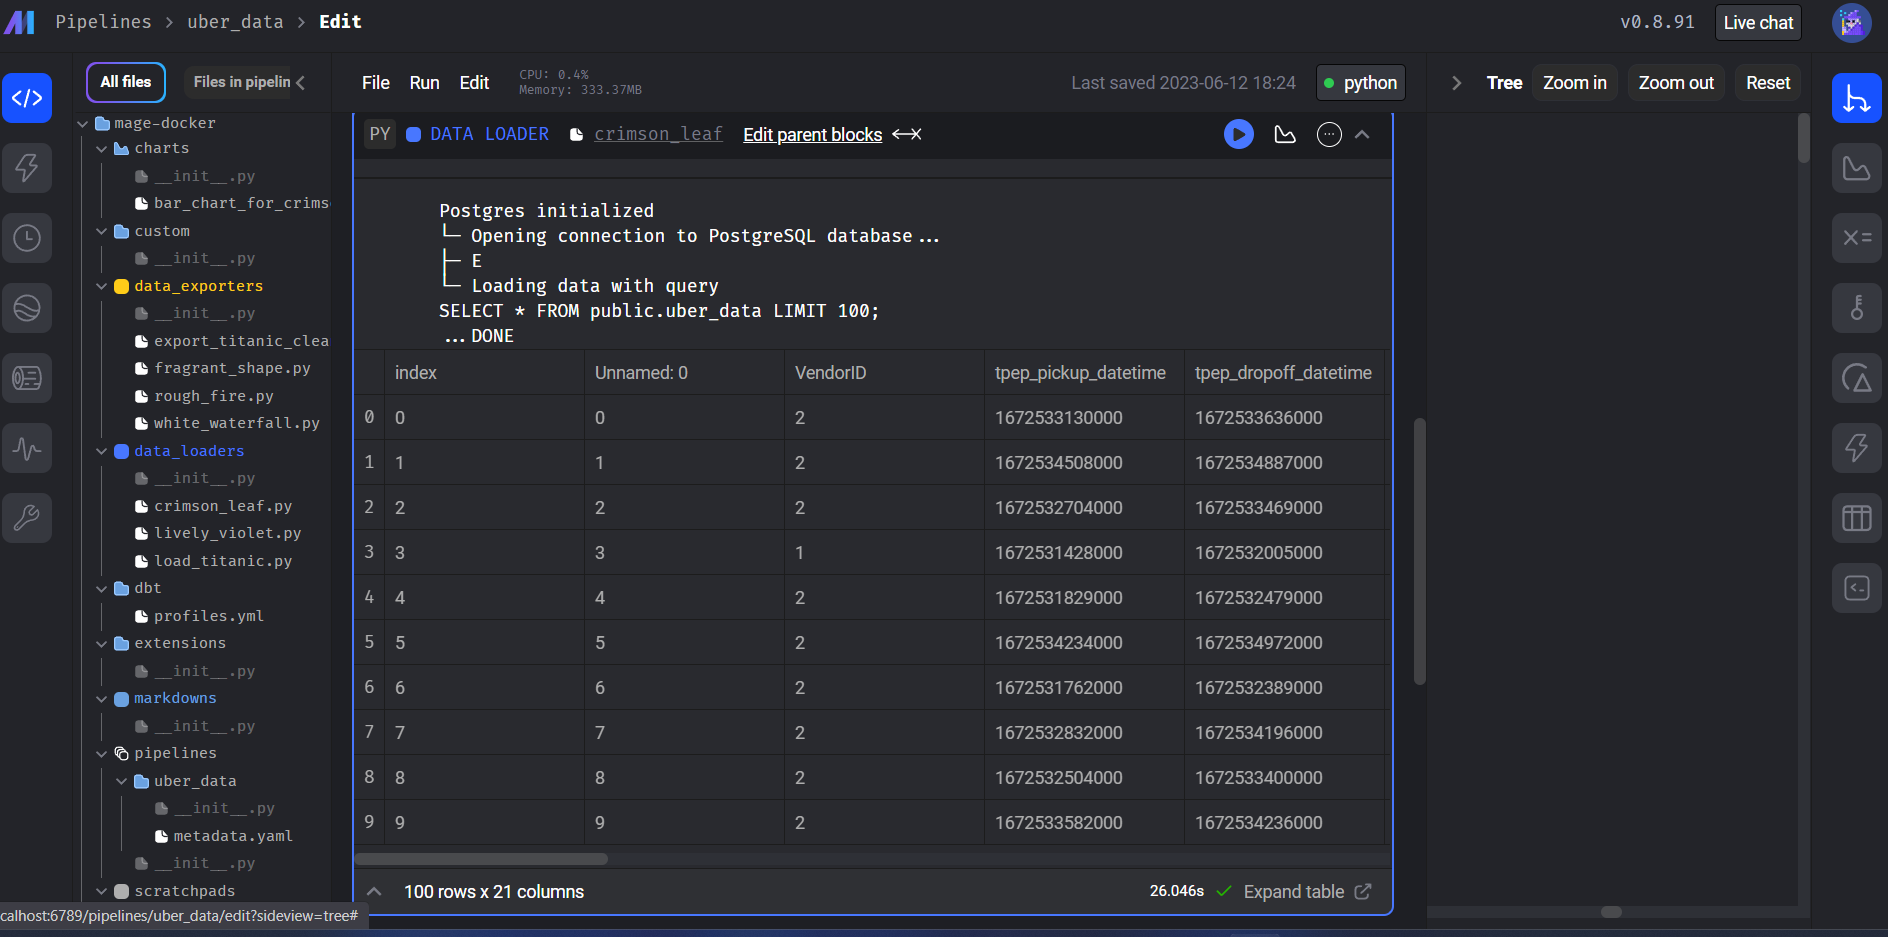 Pipelines > uber_data > Edit
v0.8.91
Live chat
All files
Files in pipelin
File
Run
Edit
CPU: 0.4%
Memory: 333.37MB
Last saved 2023-06-12 18:24
python
Tree
Zoom in
Zoom out
Reset
mage-docker
charts
__init__.py
bar_chart_for_crims
custom
__init__.py
data_exporters
__init__.py
export_titanic_clea
fragrant_shape.py
rough_fire.py
white_waterfall.py
data_loaders
__init__.py
crimson_leaf.py
lively_violet.py
load_titanic.py
dbt
profiles.yml
extensions
__init__.py
markdowns
__init__.py
pipelines
uber_data
__init__.py
metadata.yaml
__init__.py
scratchpads
calhost:6789/pipelines/uber_data/edit?sideview=tree#
PY DATA LOADER crimson_leaf Edit parent blocks
Postgres initialized
└─ Opening connection to PostgreSQL database...
├─ E
└─ Loading data with query
SELECT * FROM public.uber_data LIMIT 100;
...DONE
index Unnamed: 0 VendorID tpep_pickup_datetime tpep_dropoff_datetime
0 0 0 2 1672533130000 1672533636000
1 1 1 2 1672534508000 1672534887000
2 2 2 2 1672532704000 1672533469000
3 3 3 1 1672531428000 1672532005000
4 4 4 2 1672531829000 1672532479000
5 5 5 2 1672534234000 1672534972000
6 6 6 2 1672531762000 1672532389000
7 7 7 2 1672532832000 1672534196000
8 8 8 2 1672532504000 1672533400000
9 9 9 2 1672533582000 1672534236000
100 rows x 21 columns
26.046s
Expand table